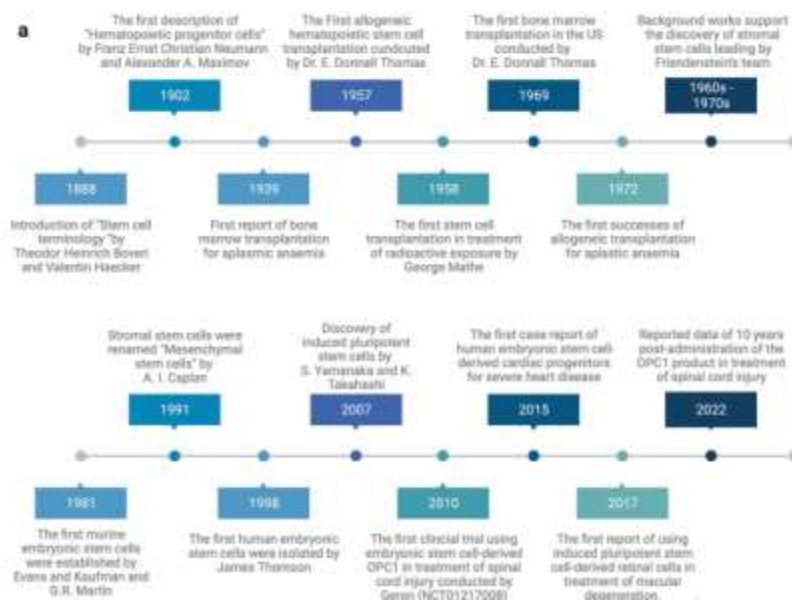 a
The first description of
"Hematopoietic progenitor cells"
by Franz Ernst Christian Neumann
and Alexander A. Maximov
1902
The First allogeneic
hematopoietic stem cell
transplantation cunducuted
by Dr. E. Donnall Thomas
1957
The first bone marrow
transplantation in the US
conducted by
Dr. E. Donnall Thomas
1969
Background works support
the discovery of stromal
stem cells leading by
Friendenstein's team
1960s -
1970s
1888
Introduction of "Stem cell
terminology "by
Theodor Heinrich Boveri
and Valentin Haecker
1939
First report of bone
marrow transplantation
for aplasmic anaemia
1958
The first stem cell
transplantation in treatment
of radioactive exposure by
George Mathe
1972
The first successes of
allogeneic transplantation
for aplastic anaemia
Stromal stem cells were
renamed "Mesenchymal
stem cells" by
A. I. Caplan
1991
Discovery of
induced pluripotent
stem cells by
S. Yamanaka and K.
Takahashi
2007
The first case report of
human embryonic stem cell-
derived cardiac progenitors
for severe heart disease
2015
Reported data of 10 years
post-administration of the
OPC1 product in treatment
of spinal cord injury
2022
1981
The first murine
embryonic stem cells
were established by
Evans and Kaufman and
G.R. Martin
1998
The first human embryonic
stem cells were isolated by
James Thomson
2010
The first clincial trial using
embryonic stem cell-derived
OPC1 in treatment of spinal
cord injury conducted by
Geron (NCT01217008)
2017
The first report of using
induced pluripotent stem
cell-derived retinal cells in
treatment of macular
degeneration.